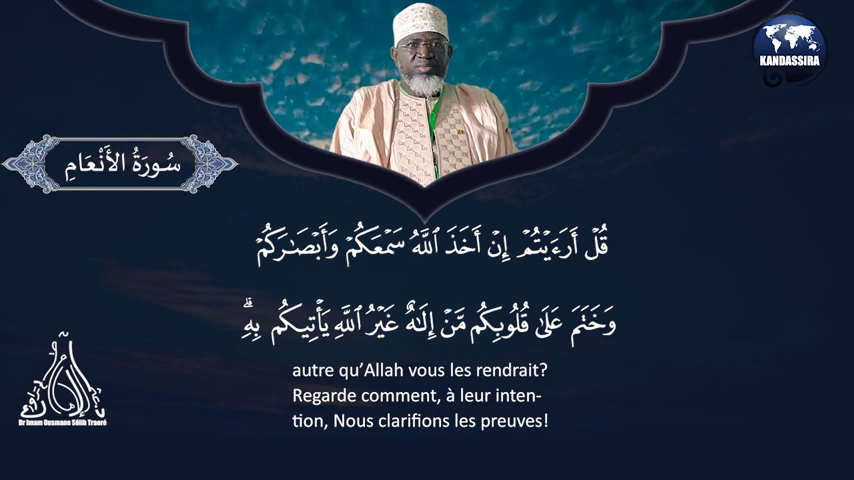 KANDASSIRA
سُورَةُ الأَنْعَامِ
قُلۡ أَرَءَيۡتُمۡ إِنۡ أَخَذَ ٱللَّهُ سَمۡعَكُمۡ وَأَبۡصَٰرَكُمۡ
وَخَتَمَ عَلَىٰ قُلُوبِكُم مَّنۡ إِلَٰهٌ غَيۡرُ ٱللَّهِ يَأۡتِيكُم بِهِۗ
autre qu’Allah vous les rendrait?
Regarde comment, à leur inten-
tion, Nous clarifions les preuves!
Dr Imam Ousmane Sélih Traoré